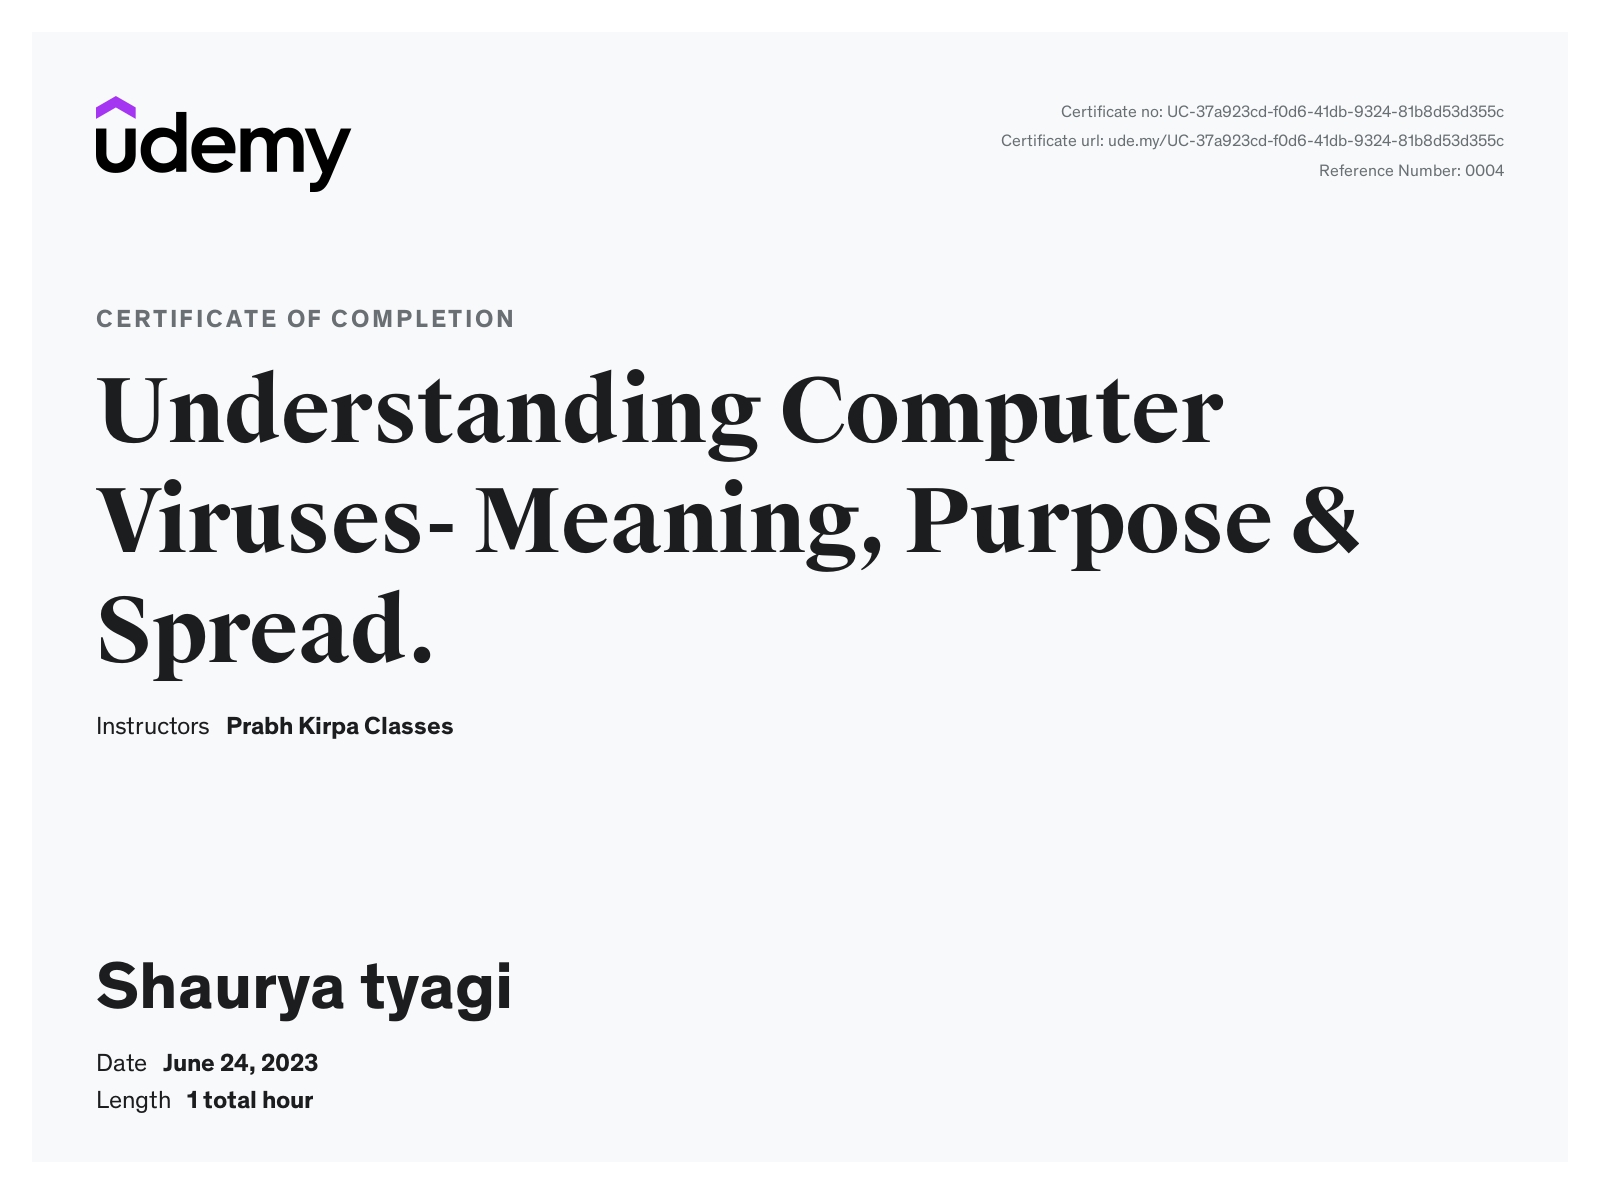 udemy
Certificate no: UC-37a923cd-f0d6-41db-9324-81b8d53d355c
Certificate url: ude.my/UC-37a923cd-f0d6-41db-9324-81b8d53d355c
Reference Number: 0004
CERTIFICATE OF COMPLETION
Understanding Computer
Viruses- Meaning, Purpose &
Spread.
Instructors Prabh Kirpa Classes
Shaurya tyagi
Date June 24, 2023
Length 1 total hour